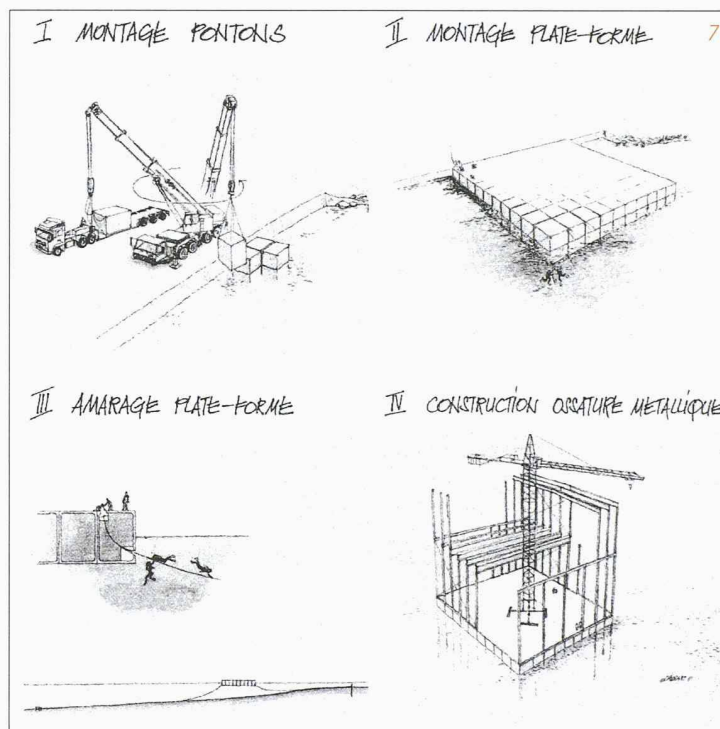 I MONTAGE PONTONS
II MONTAGE PLATE-FORME
7
III AMARAGE PLATE-FORME
IV CONSTRUCTION OSSATURE METALLIQUE